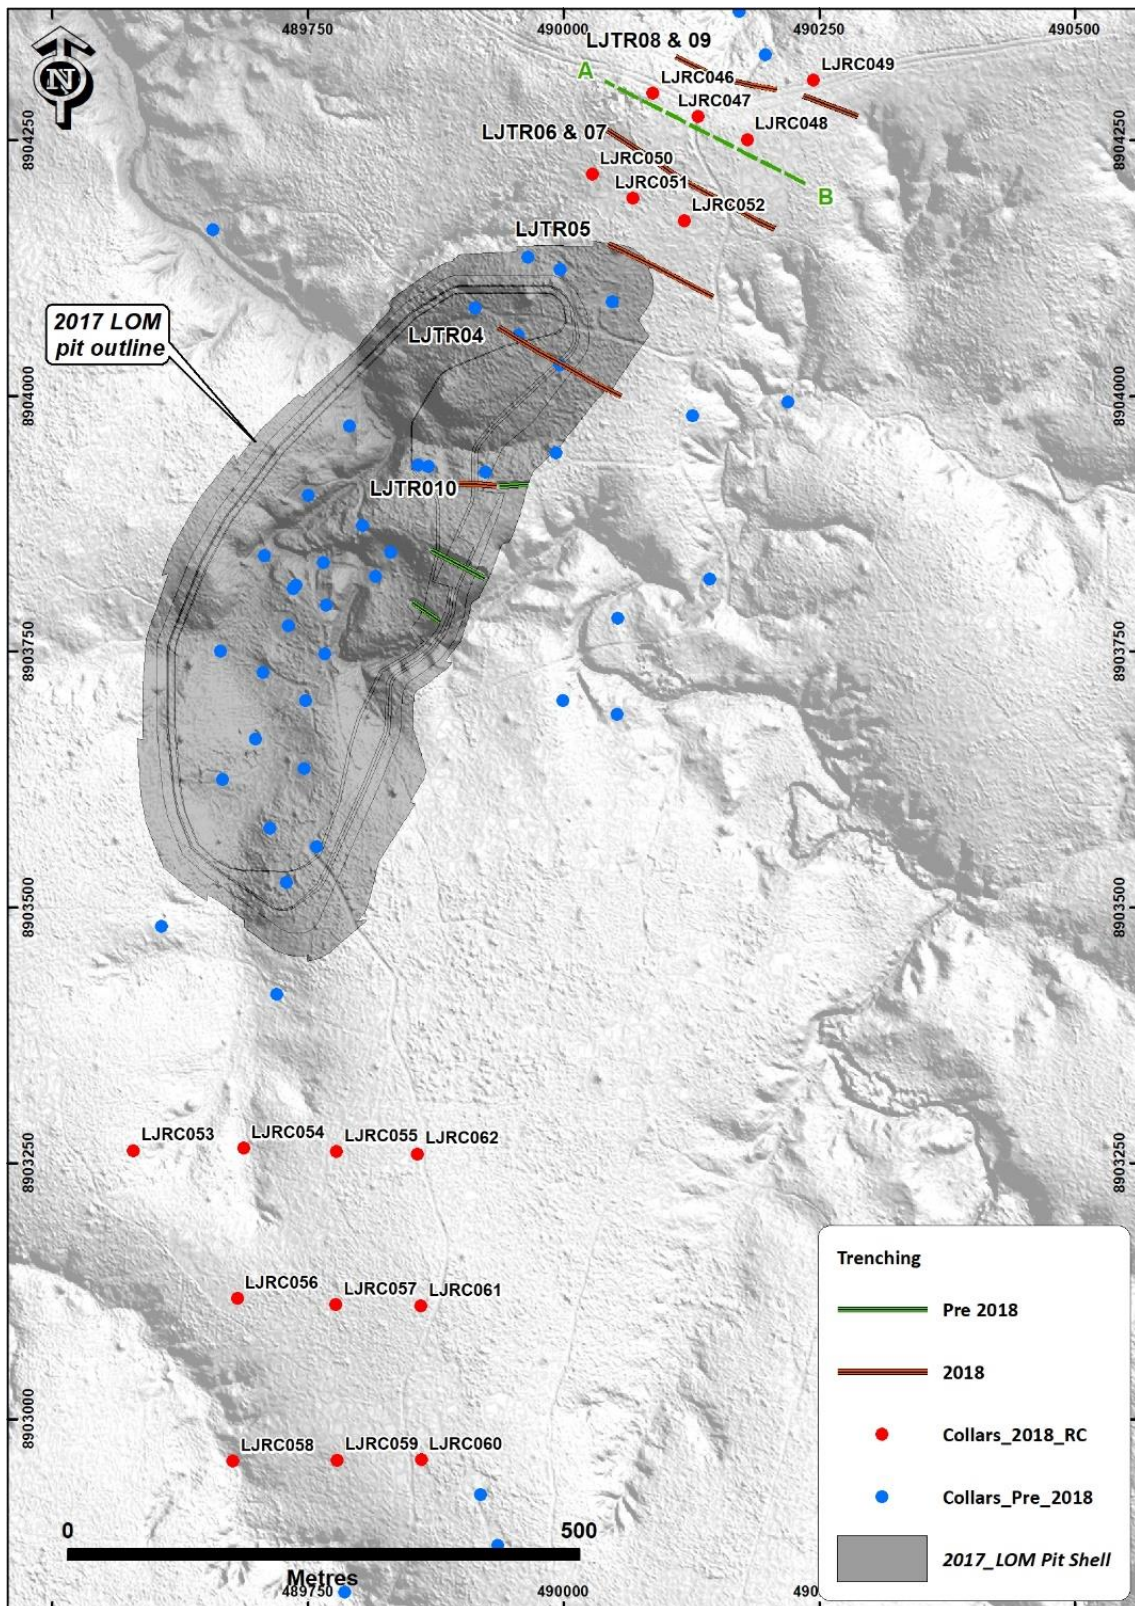 489750
490000
490250
490500
N
LJTR08 & 09
LJRC049
A
LJRC046
LJRC047
LJRC048
8904250
8904250
LJTR06 & 07
LJRC050
LJRC051
B
LJRC052
LJTR05
2017 LOM
pit outline
LJTR04
8904000
8904000
LJTR010
8903750
8903750
8903500
8903500
LJRC053
LJRC054
LJRC055
LJRC062
8903250
8903250
LJRC056
LJRC057
LJRC061
8903000
LJRC058
LJRC059
LJRC060
Trenching
Pre 2018
2018
Collars_2018_RC
Collars_Pre_2018
2017_LOM Pit Shell
0
500
Metres
489750
490000